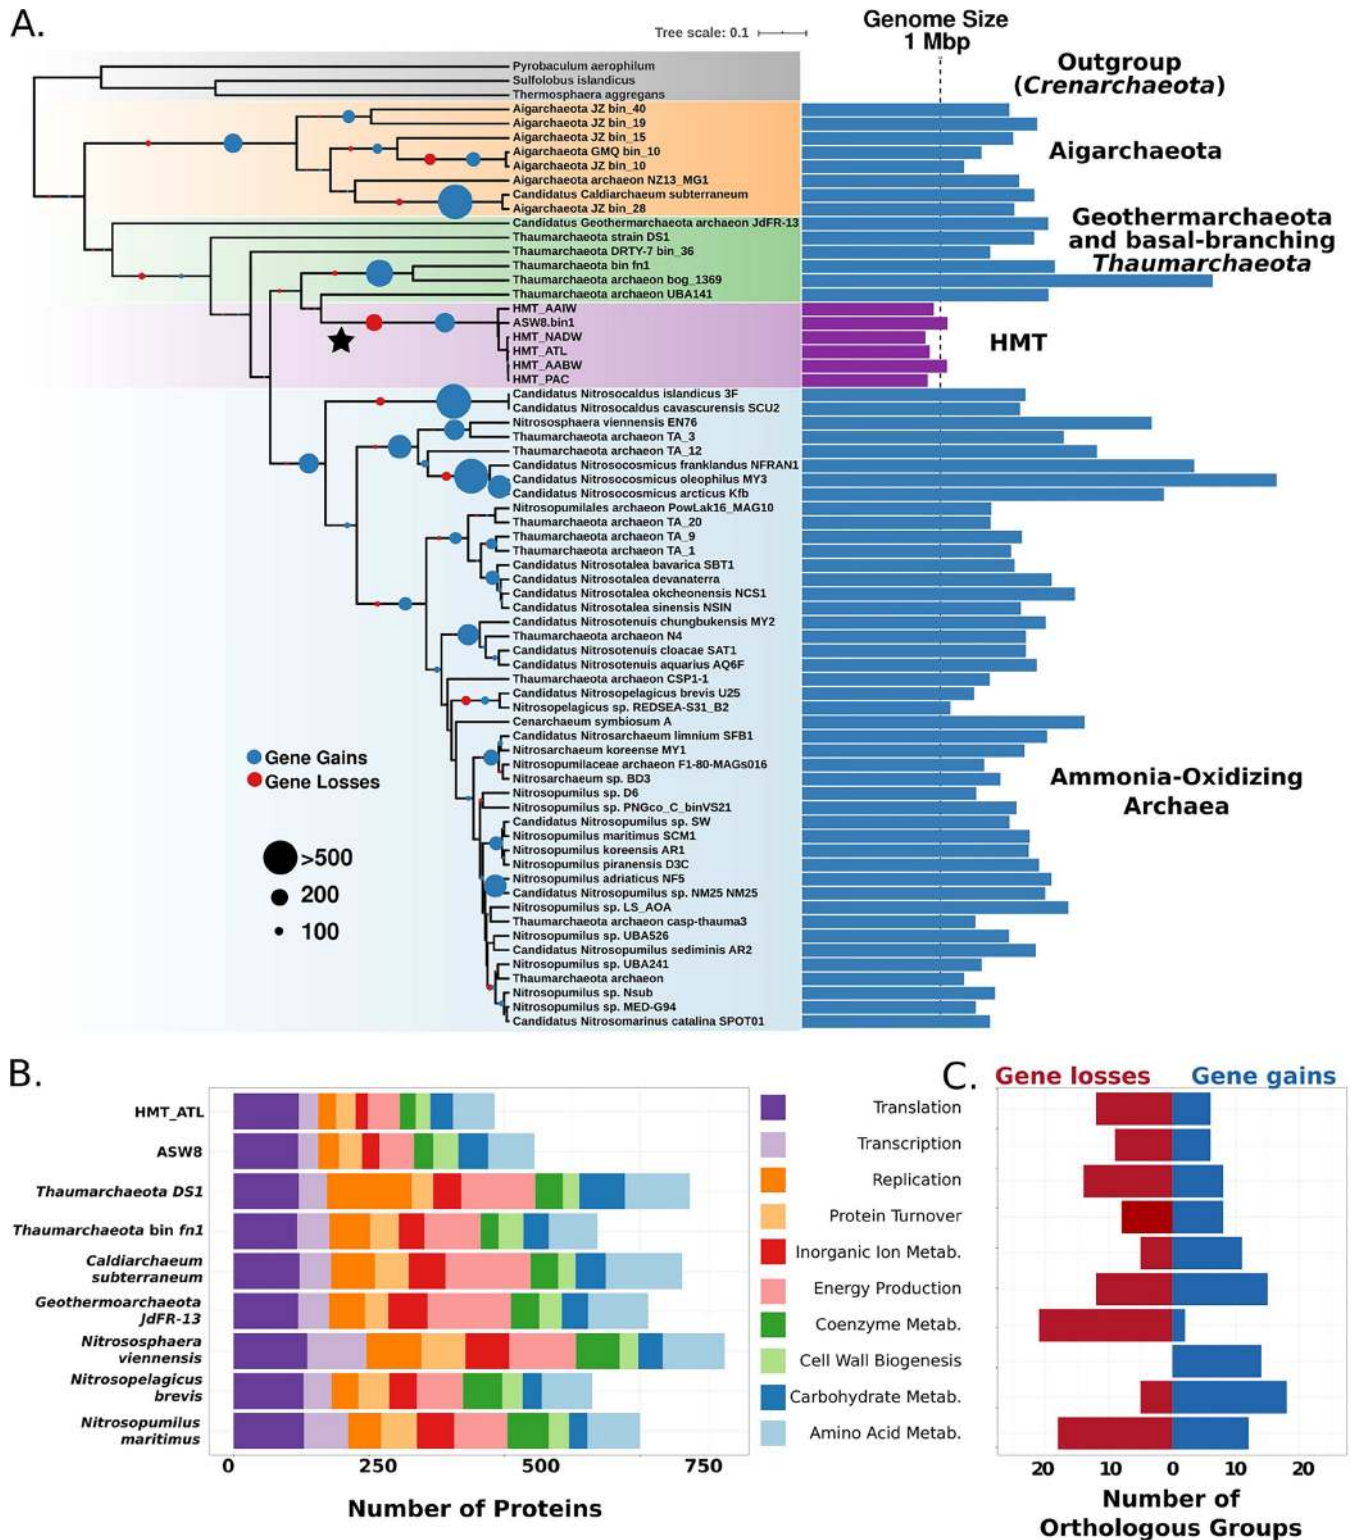 A.
Tree scale: 0.1
Genome Size
1 Mbp
Outgroup
(Crenarchaeota)
Aigarchaeota
Geothermarchaeota
and basal-branching
Thaumarchaeota
HMT
Ammonia-Oxidizing
Archaea
Pyrobaculum aerophilum
Sulfolobus islandicus
Thermosphaera aggregans
Aigarchaeota JZ bin_40
Aigarchaeota JZ bin_19
Aigarchaeota JZ bin_15
Aigarchaeota GMQ bin_10
Aigarchaeota JZ bin_10
Aigarchaeota archaeon NZ13_MG1
Candidatus Caldiarchaeum subterraneum
Aigarchaeota JZ bin_28
Candidatus Geothermarchaeota archaeon JdFR-13
Thaumarchaeota strain DS1
Thaumarchaeota DRTY-7 bin_36
Thaumarchaeota bin fn1
Thaumarchaeota archaeon bog_1369
Thaumarchaeota archaeon UBA141
HMT_AAIW
ASW8.bin1
HMT_NADW
HMT_ATL
HMT_AABW
HMT_PAC
Candidatus Nitrosocaldus islandicus 3F
Candidatus Nitrosocaldus cavascurensis SCU2
Nitrososphaera viennensis EN76
Thaumarchaeota archaeon TA_3
Thaumarchaeota archaeon TA_12
Candidatus Nitrosocosmicus franklandus NFRAN1
Candidatus Nitrosocosmicus oleophilus MY3
Candidatus Nitrosocosmicus arcticus Kfb
Nitrosopumilales archaeon PowLak16_MAG10
Thaumarchaeota archaeon TA_20
Thaumarchaeota archaeon TA_9
Thaumarchaeota archaeon TA_1
Candidatus Nitrosotalea bavarica SBT1
Candidatus Nitrosotalea devanaterra
Candidatus Nitrosotalea okcheonensis NCS1
Candidatus Nitrosotalea sinensis NSIN
Candidatus Nitrosotenuis chungbukensis MY2
Thaumarchaeota archaeon N4
Candidatus Nitrosotenuis cloacae SAT1
Candidatus Nitrosotenuis aquarius AQ6F
Thaumarchaeota archaeon CSP1-1
Candidatus Nitrosopelagicus brevis U25
Nitrosopelagicus sp. REDSEA-S31_B2
Cenarchaeum symbiosum A
Candidatus Nitrosarchaeum limnium SFB1
Nitrosarchaeum koreense MY1
Nitrosopumilaceae archaeon F1-80-MAGs016
Nitrosarchaeum sp. BD3
Nitrosopumilus sp. D6
Nitrosopumilus sp. PNGco_C_binVS21
Candidatus Nitrosopumilus sp. SW
Nitrosopumilus maritimus SCM1
Nitrosopumilus koreensis AR1
Nitrosopumilus piranensis D3C
Nitrosopumilus adriaticus NF5
Candidatus Nitrosopumilus sp. NM25 NM25
Nitrosopumilus sp. LS_AOA
Thaumarchaeota archaeon casp-thauma3
Nitrosopumilus sp. UBA526
Candidatus Nitrosopumilus sediminis AR2
Nitrosopumilus sp. UBA241
Thaumarchaeota archaeon
Nitrosopumilus sp. Nsub
Nitrosopumilus sp. MED-G94
Candidatus Nitrosomarinus catalina SPOT01
Gene Gains
Gene Losses
>500
200
100
B.
HMT_ATL
ASW8
Thaumarchaeota DS1
Thaumarchaeota bin fn1
Caldiarchaeum
subterraneum
Geothermoarchaeota
JdFR-13
Nitrososphaera
viennensis
Nitrosopelagicus
brevis
Nitrosopumilus
maritimus
0 250 500 750
Number of Proteins
Translation
Transcription
Replication
Protein Turnover
Inorganic Ion Metab.
Energy Production
Coenzyme Metab.
Cell Wall Biogenesis
Carbohydrate Metab.
Amino Acid Metab.
C.
Gene losses Gene gains
20 10 0 10 20
Number of
Orthologous Groups